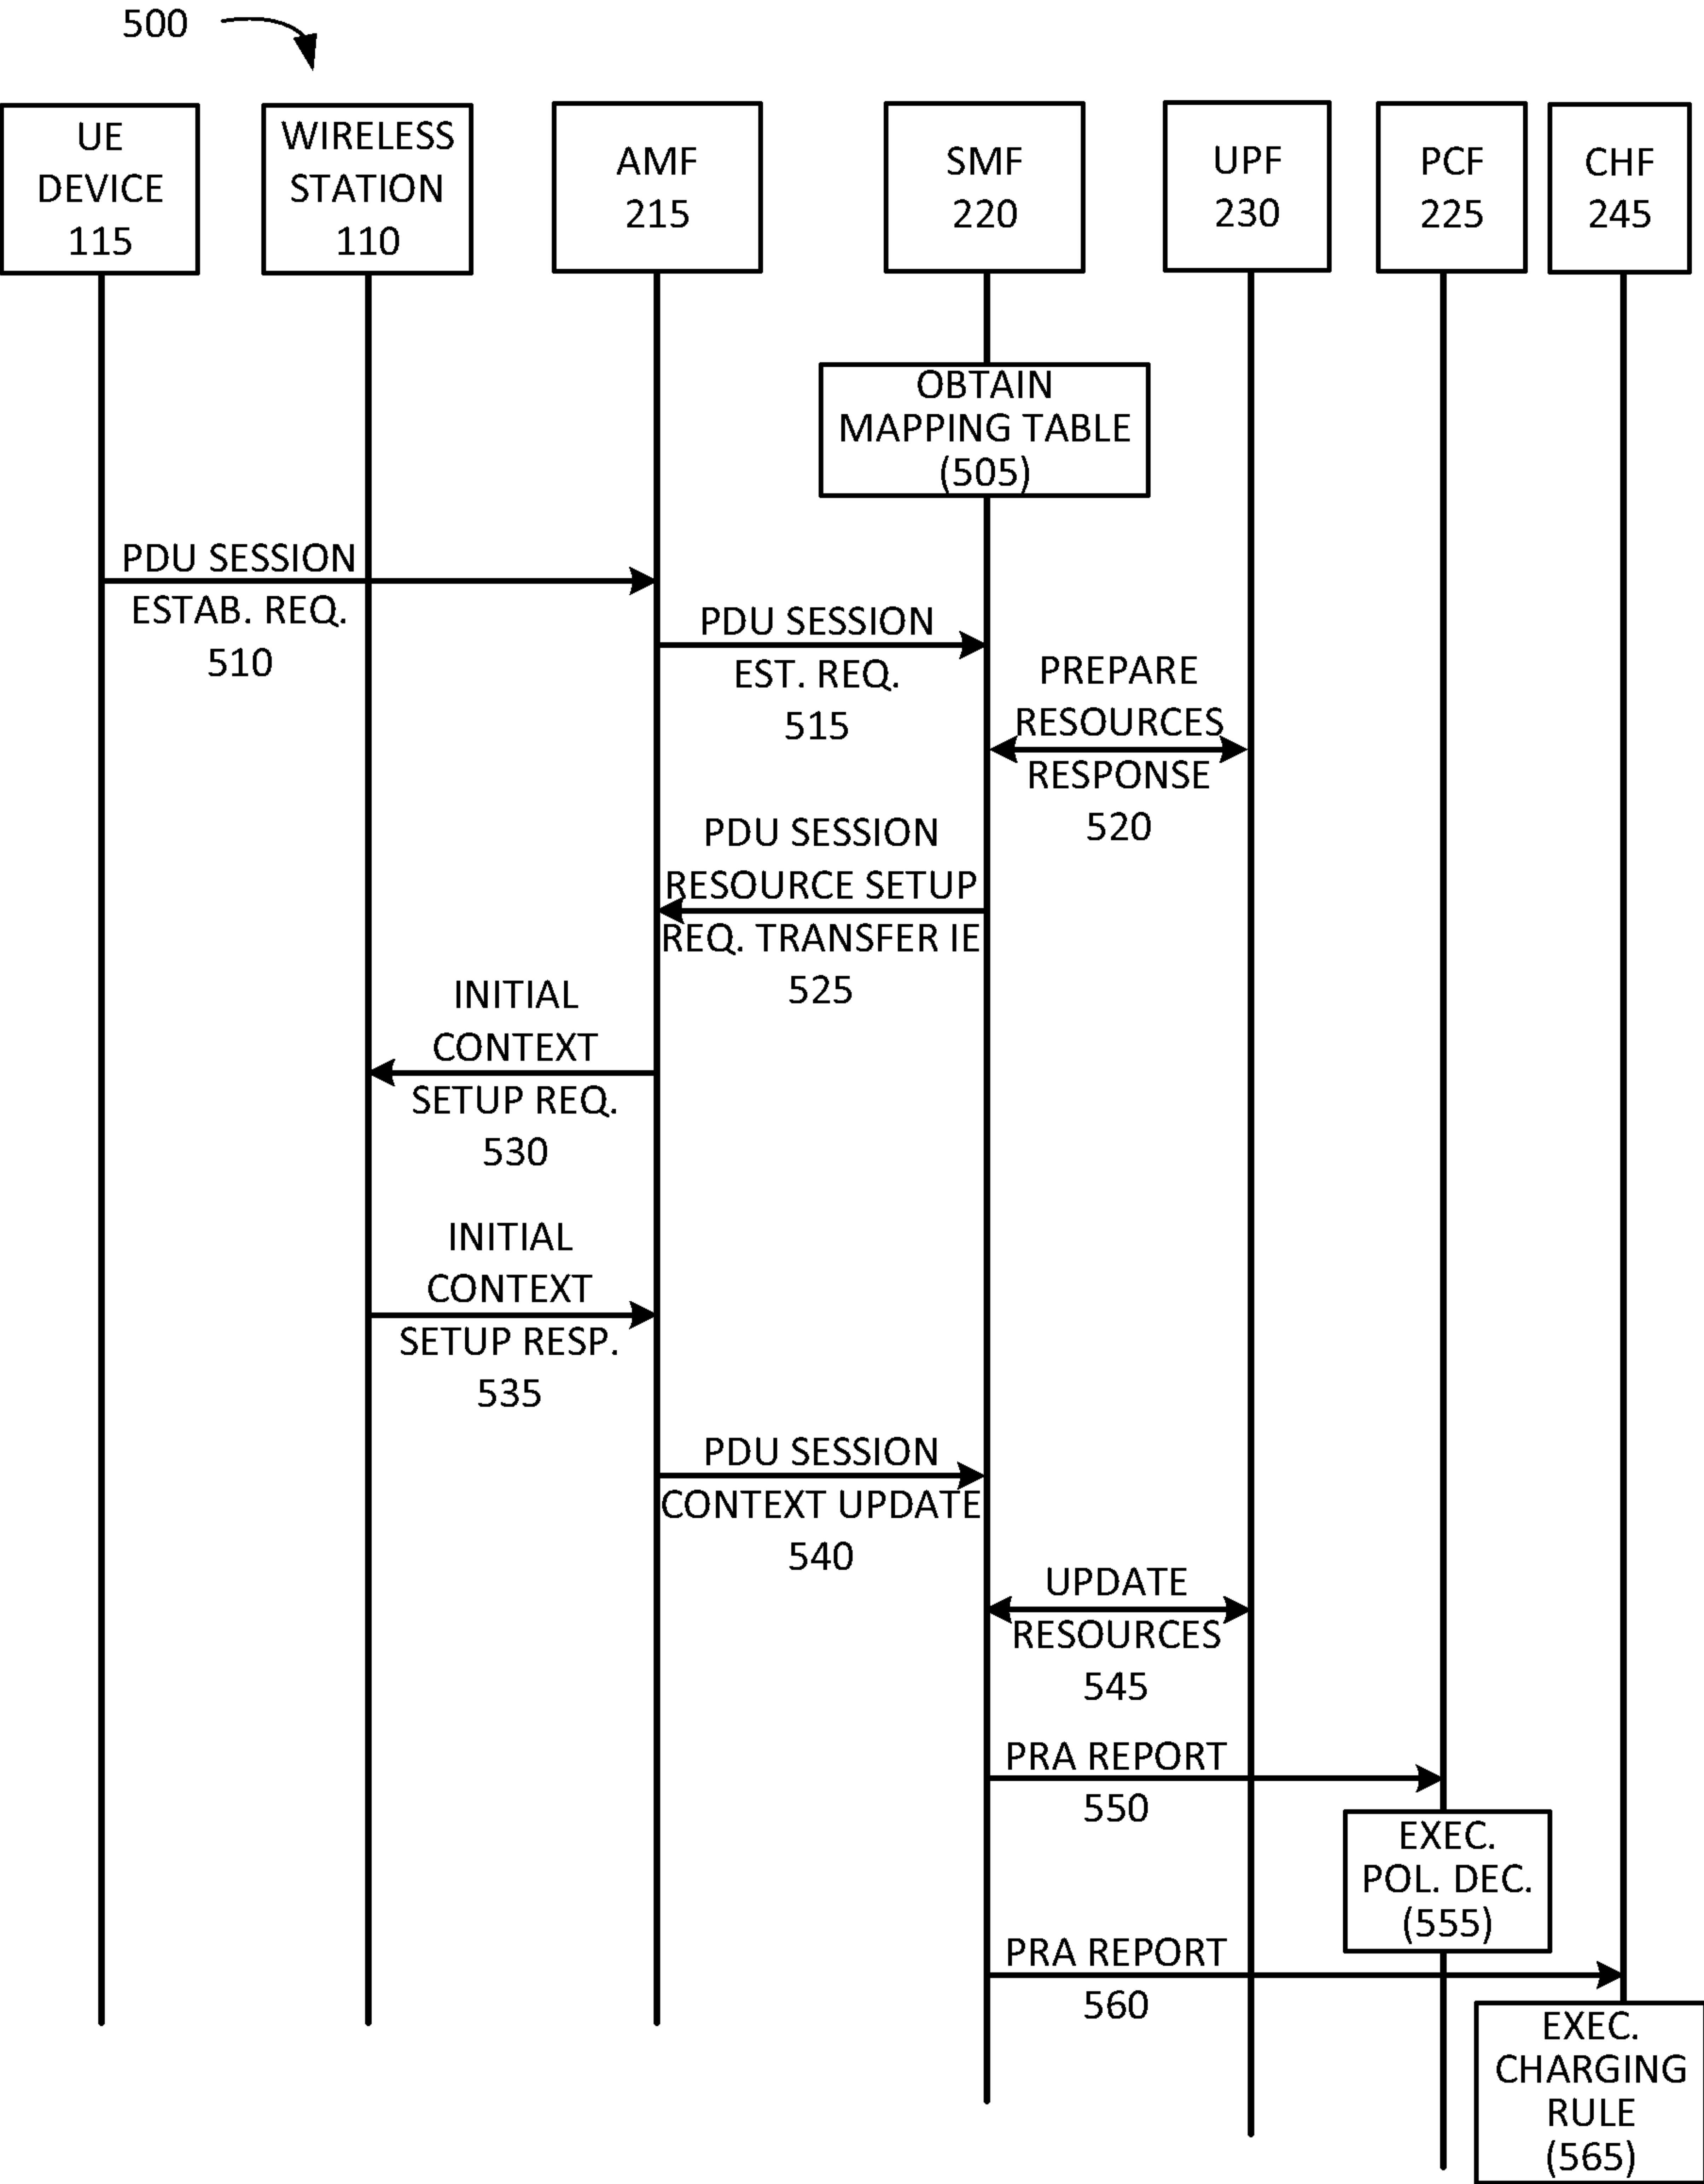 500
UE
DEVICE
115
WIRELESS
STATION
110
AMF
215
SMF
220
UPF
230
PCF
225
CHF
245
OBTAIN
MAPPING TABLE
(505)
PDU SESSION
ESTAB. REQ.
510
PDU SESSION
EST. REQ.
515
PREPARE
RESOURCES
RESPONSE
520
PDU SESSION
RESOURCE SETUP
REQ. TRANSFER IE
525
INITIAL
CONTEXT
SETUP REQ.
530
INITIAL
CONTEXT
SETUP RESP.
535
PDU SESSION
CONTEXT UPDATE
540
UPDATE
RESOURCES
545
PRA REPORT
550
EXEC.
POL. DEC.
(555)
PRA REPORT
560
EXEC.
CHARGING
RULE
(565)